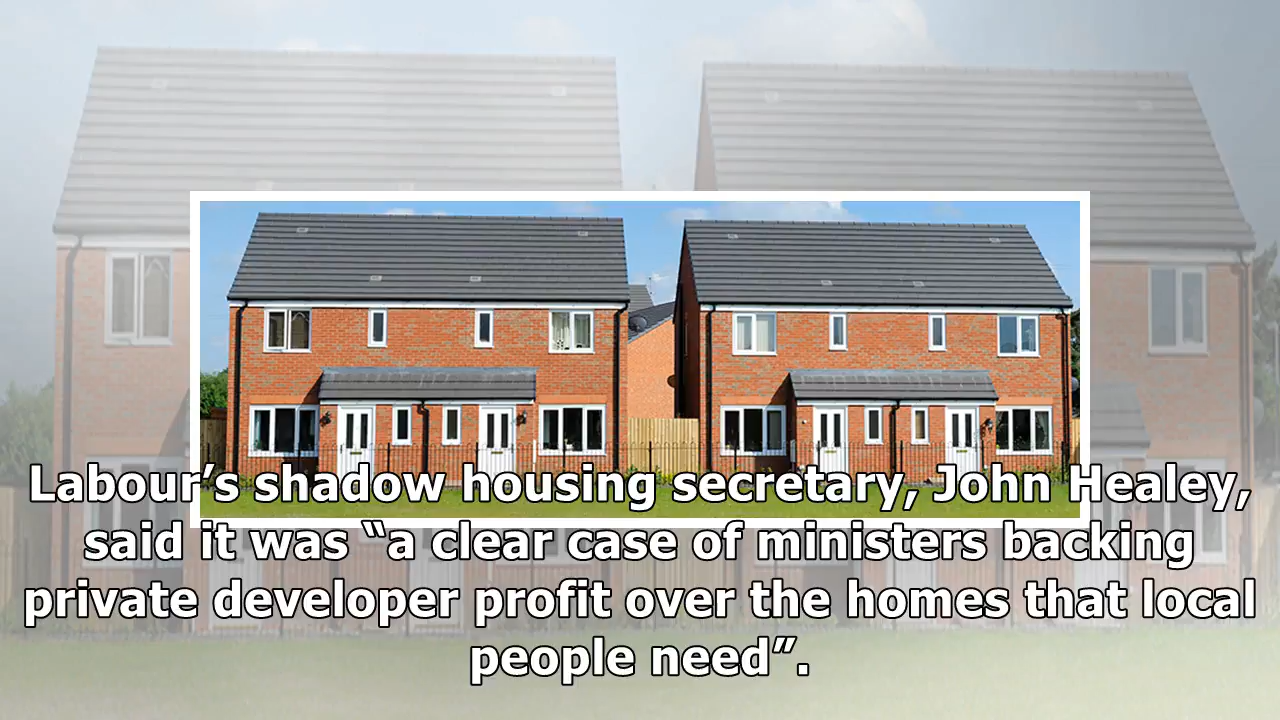 Labour’s shadow housing secretary, John Healey,
said it was “a clear case of ministers backing
private developer profit over the homes that local
people need”.